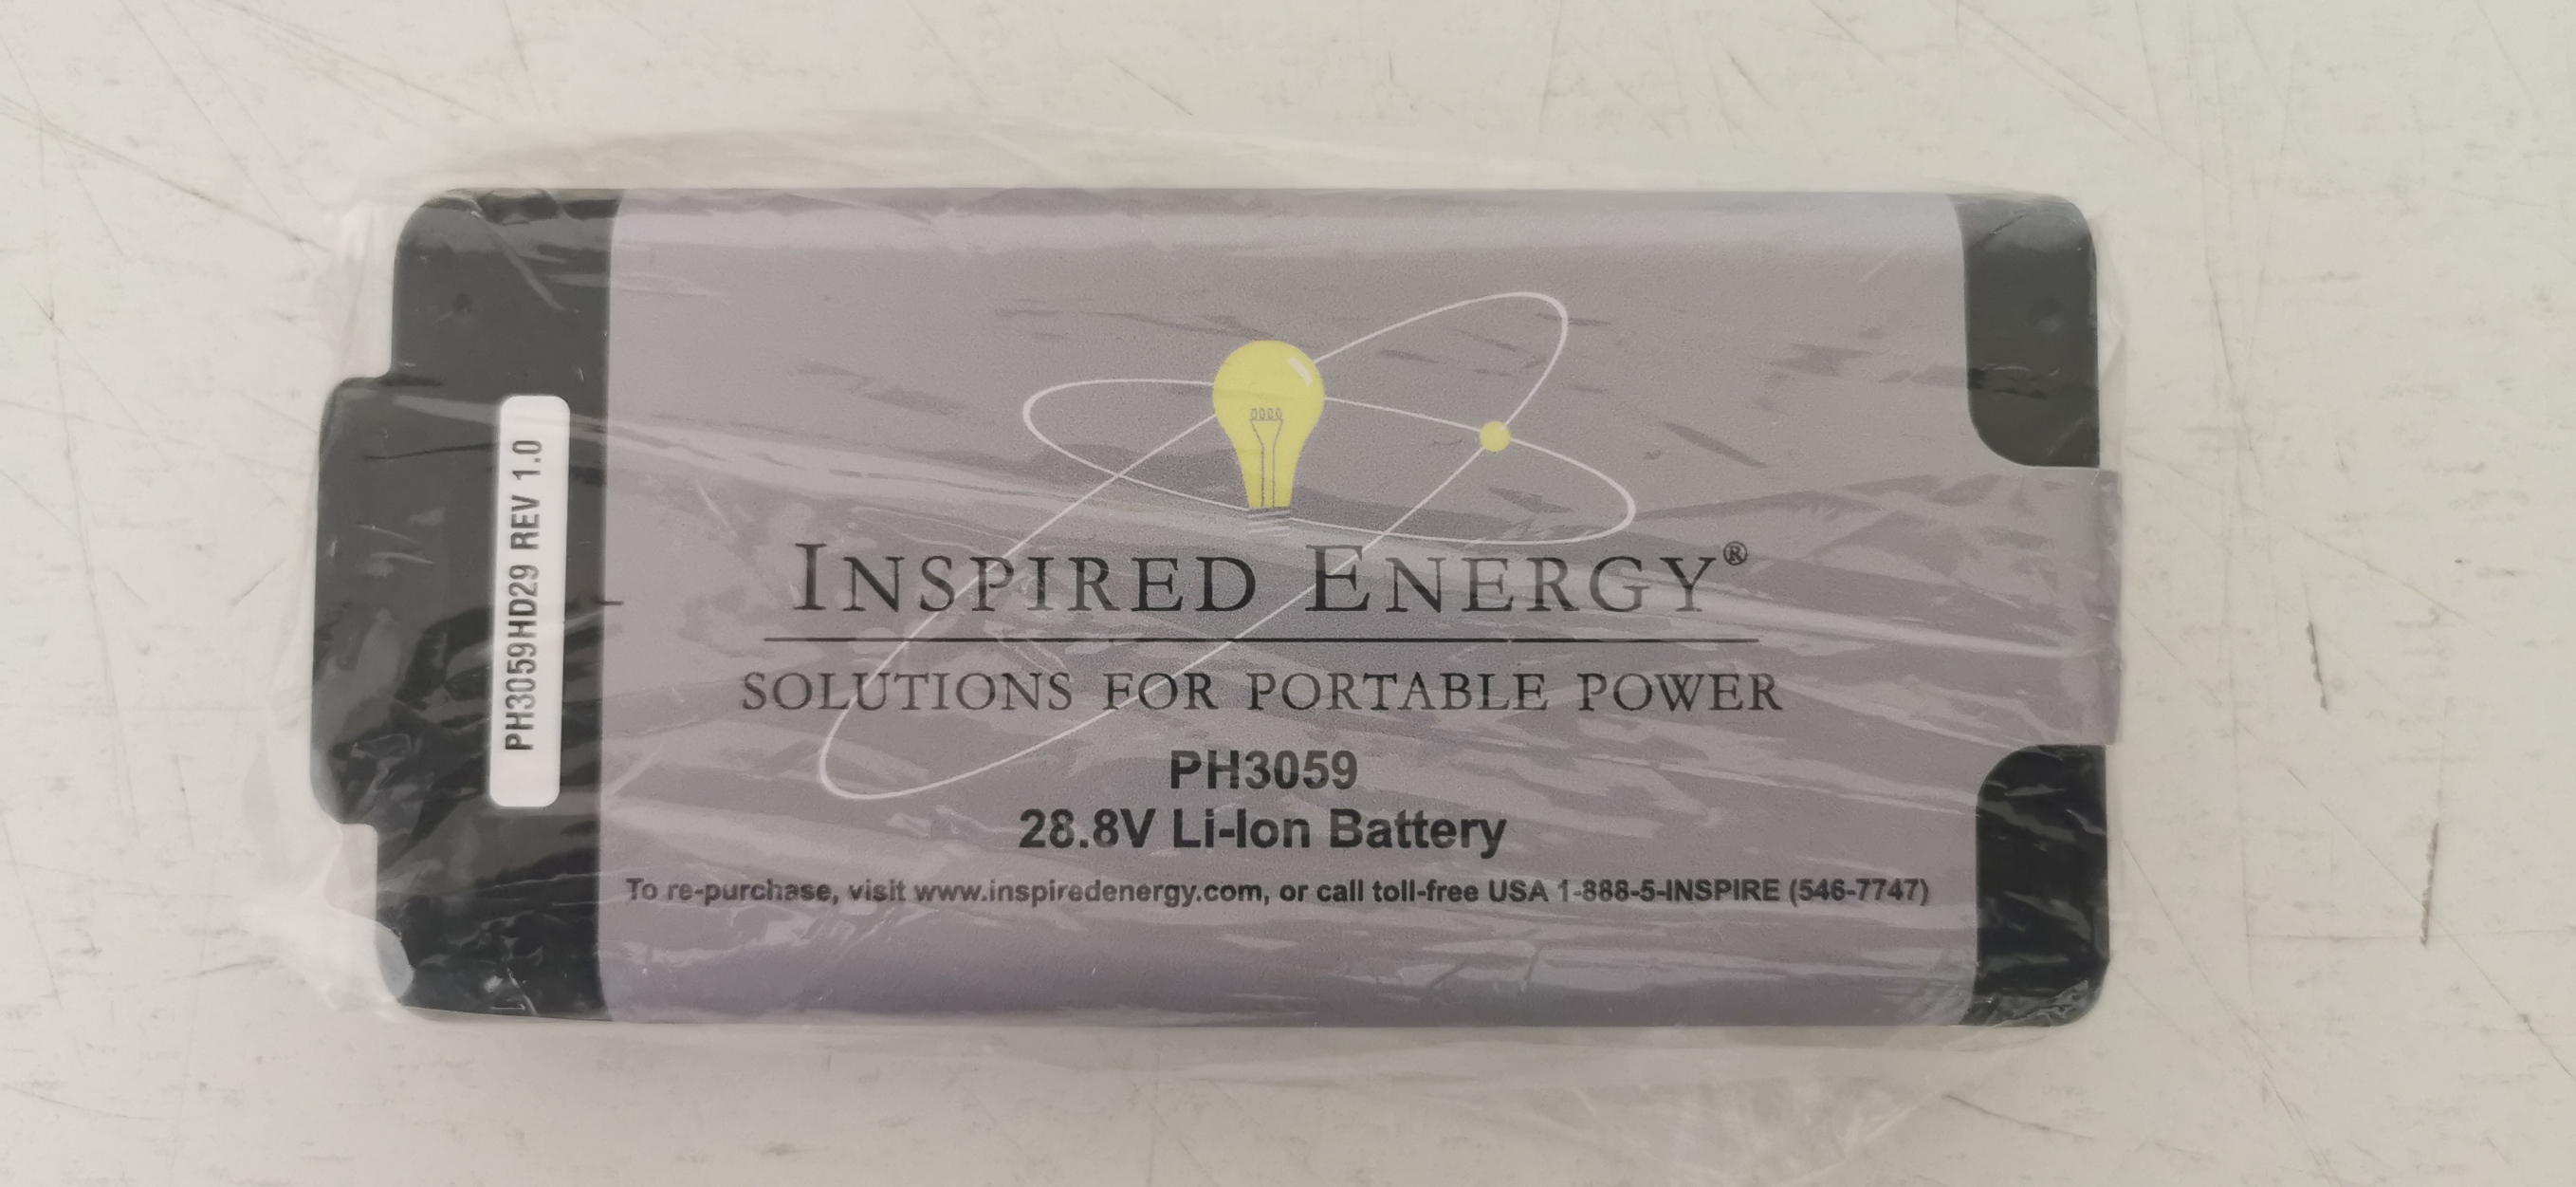 PH3059HD29 REV 1.0
INSPIRED ENERGY®
SOLUTIONS FOR PORTABLE POWER
PH3059
28.8V Li-Ion Battery
To re-purchase, visit www.inspiredenergy.com, or call toll-free USA 1-888-5-INSPIRE (546-7747)